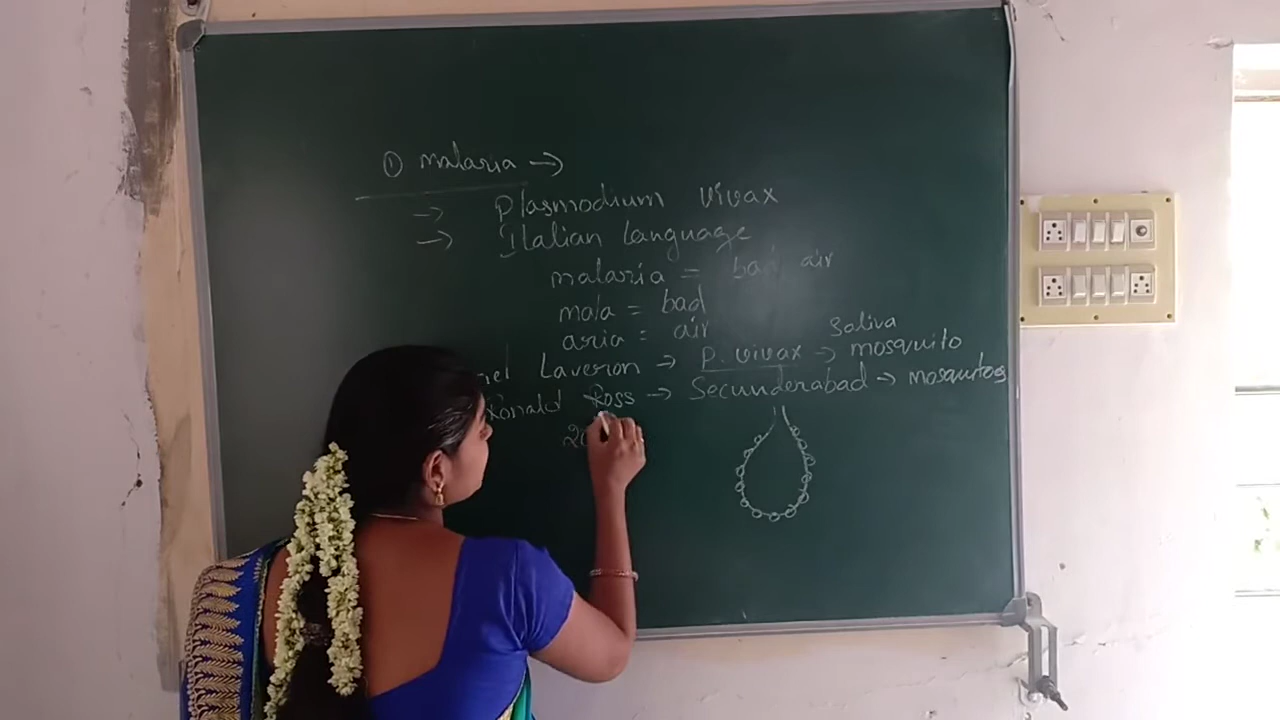 ① malaria →
→ Plasmodium vivax
→ Italian language
malaria = bad air
mala = bad
aria = air
Saliva
Laveron → P. vivax → mosquito
Ronald Ross → Secunderabad → mosquitos